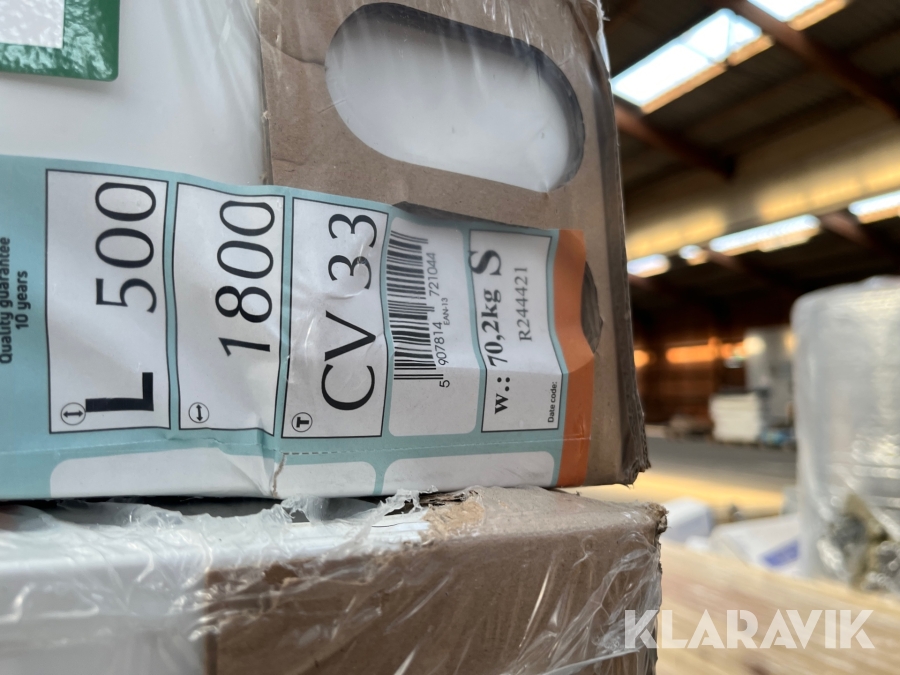 Quality guarantee
10 years
L 500
1800
CV 33
T
5 907814 721044
EAN-13
w.: 70,2kg S
R244421
Date code:
KLARAVIK